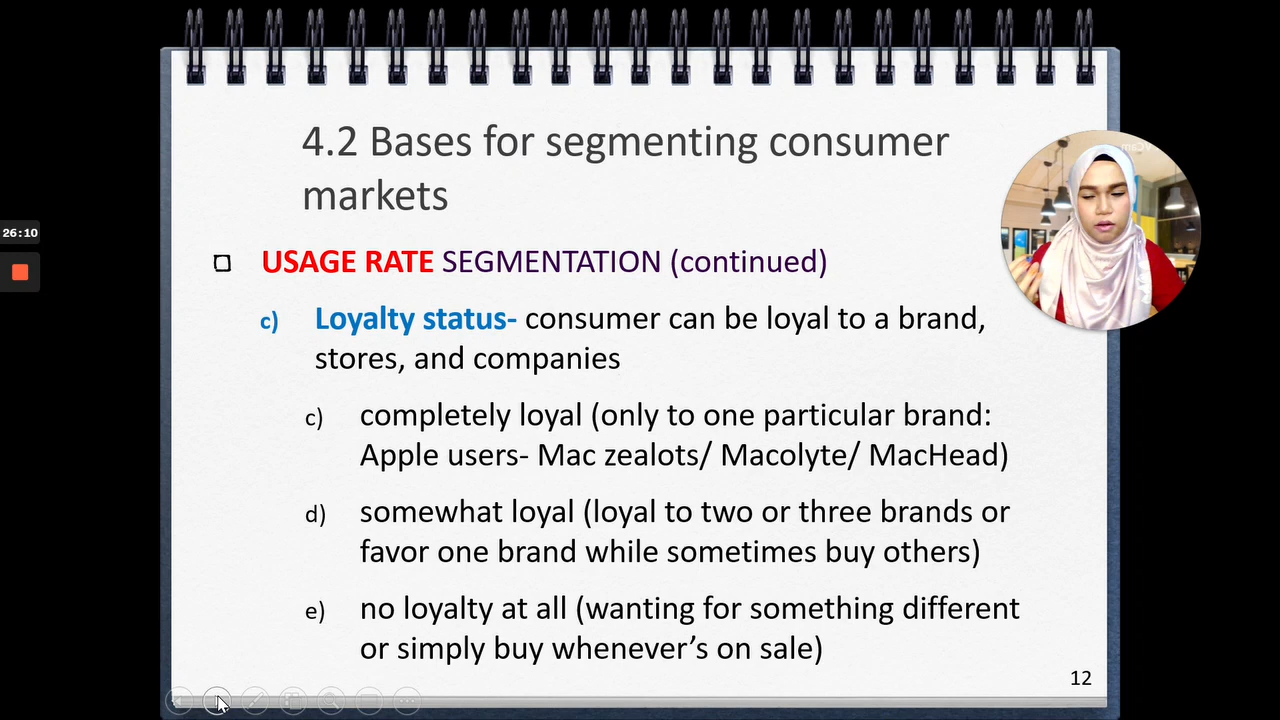 4.2 Bases for segmenting consumer
markets
26:10
USAGE RATE SEGMENTATION (continued)
c) Loyalty status- consumer can be loyal to a brand,
stores, and companies
c) completely loyal (only to one particular brand:
Apple users- Mac zealots/ Macolyte/ MacHead)
d) somewhat loyal (loyal to two or three brands or
favor one brand while sometimes buy others)
e) no loyalty at all (wanting for something different
or simply buy whenever’s on sale)
12